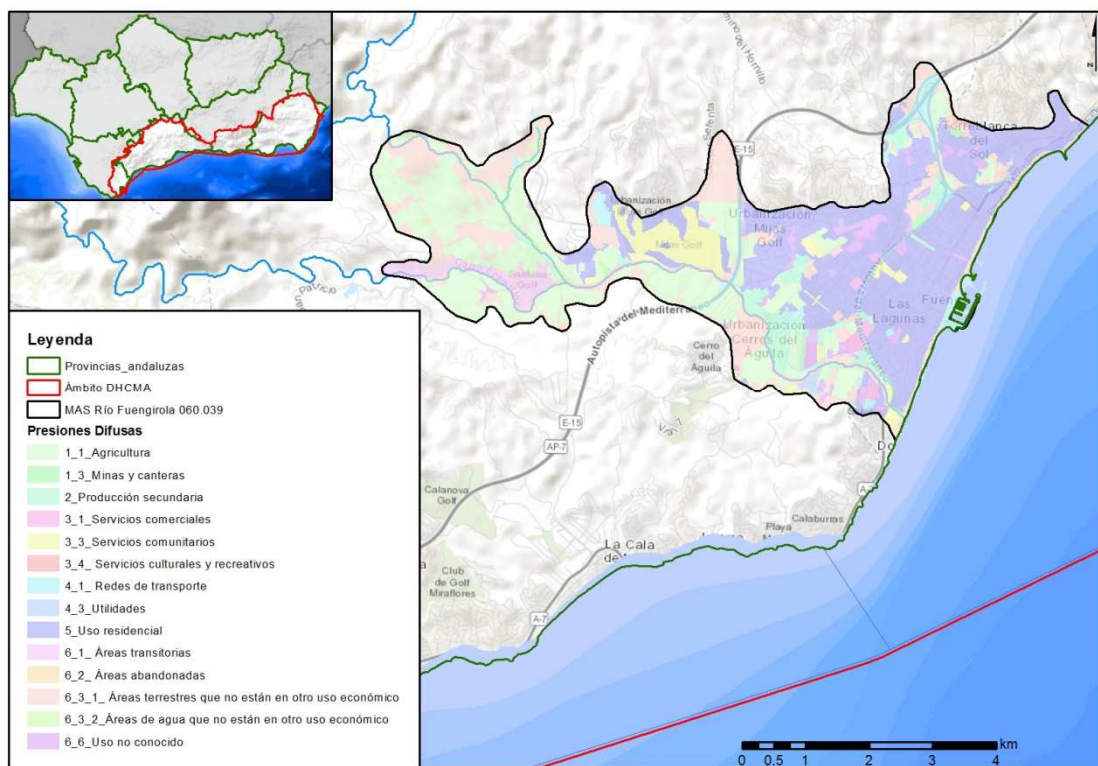 Leyenda
Provincias_andaluzas
Ámbito DHCMA
MAS Río Fuengirola 060.039
Presiones Difusas
1_1_Agricultura
1_3_Minas y canteras
2_Producción secundaria
3_1_Servicios comerciales
3_3_Servicios comunitarios
3_4_ Servicios culturales y recreativos
4_1_ Redes de transporte
4_3_Utilidades
5_Uso residencial
6_1_ Áreas transitorias
6_2_ Áreas abandonadas
6_3_1_ Áreas terrestres que no están en otro uso económico
6_3_2_Áreas de agua que no están en otro uso económico
6_6_Uso no conocido
E-15
Torreblanca
del
Sol
Urbanización
Mijas
Golf
Mijas Golf
Santana
Golf
Las
Lagunas
Urbanización
Cerros del
Águila
Autopista del Mediterráneo
Cerro
del
Águila
E-15
AP-7
Calanova
Golf
Club
de Golf
Miraflores
La Cala
Playa
Calaburras
A-7
A-7
km
0 0,5 1 2 3 4